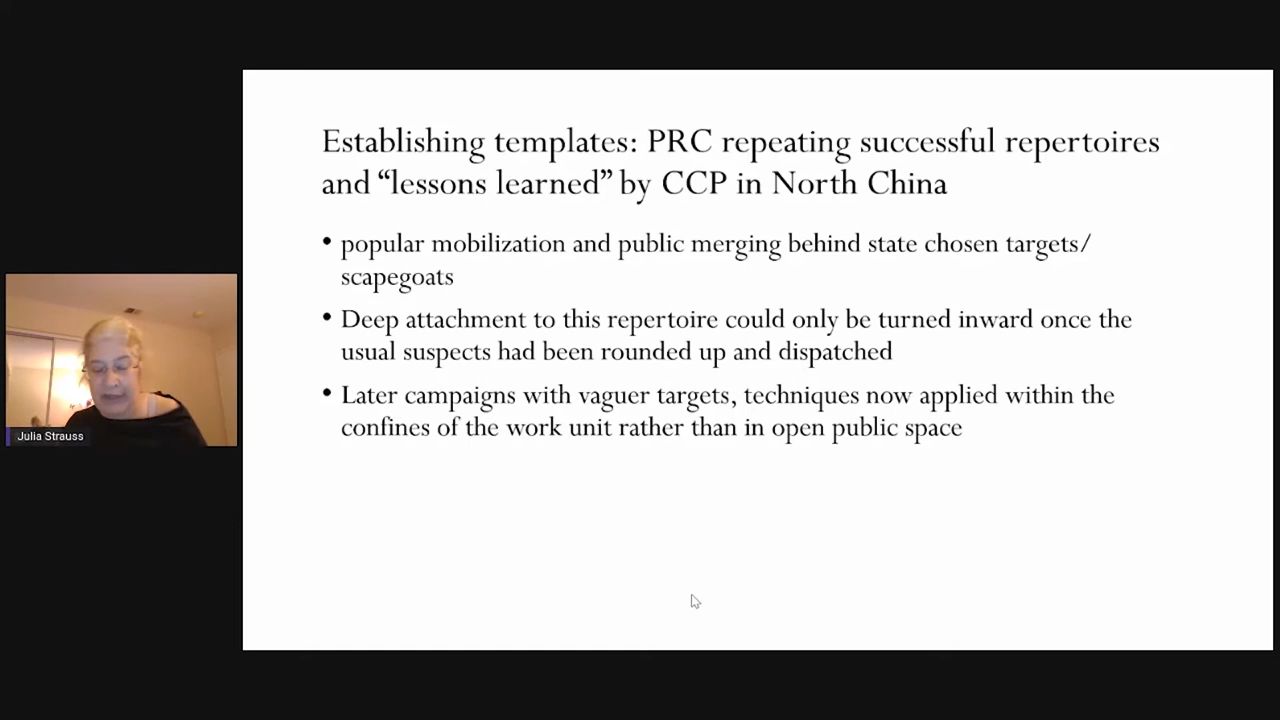 Establishing templates: PRC repeating successful repertoires
and “lessons learned” by CCP in North China
• popular mobilization and public merging behind state chosen targets/
scapegoats
• Deep attachment to this repertoire could only be turned inward once the
usual suspects had been rounded up and dispatched
• Later campaigns with vaguer targets, techniques now applied within the
confines of the work unit rather than in open public space
Julia Strauss